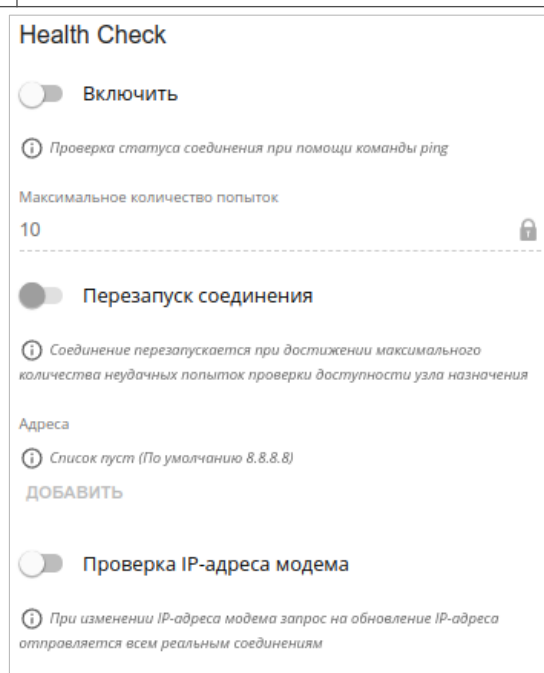 Health Check
Включить
Проверка статуса соединения при помощи команды ping
Максимальное количество попыток
10
Перезапуск соединения
Соединение перезапускается при достижении максимального
количества неудачных попыток проверки доступности узла назначения
Адреса
Список пуст (По умолчанию 8.8.8.8)
ДОБАВИТЬ
Проверка IP-адреса модема
При изменении IP-адреса модема запрос на обновление IP-адреса
отправляется всем реальным соединениям